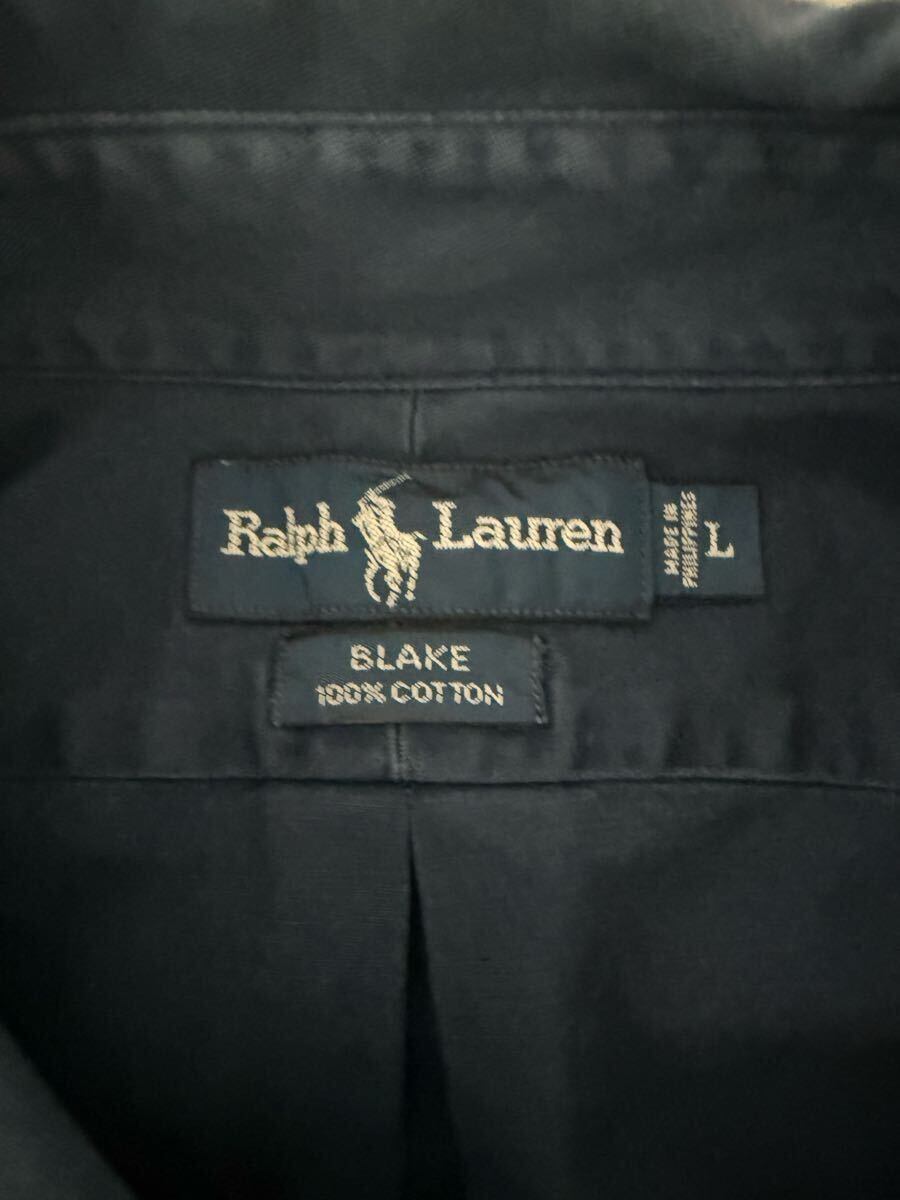 Ralph Lauren
MADE IN
PHILIPPINES
L
BLAKE
100% COTTON